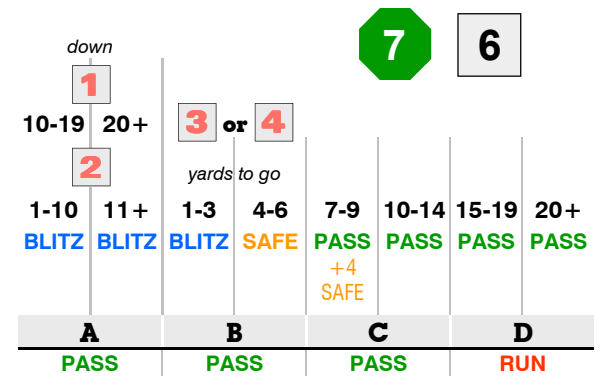 7 6
down
1
10-19 20+ 3 or 4
2 yards to go
1-10 11+ 1-3 4-6 7-9 10-14 15-19 20+
BLITZ BLITZ BLITZ SAFE PASS PASS PASS PASS
+4
SAFE
A B C D
PASS PASS PASS RUN